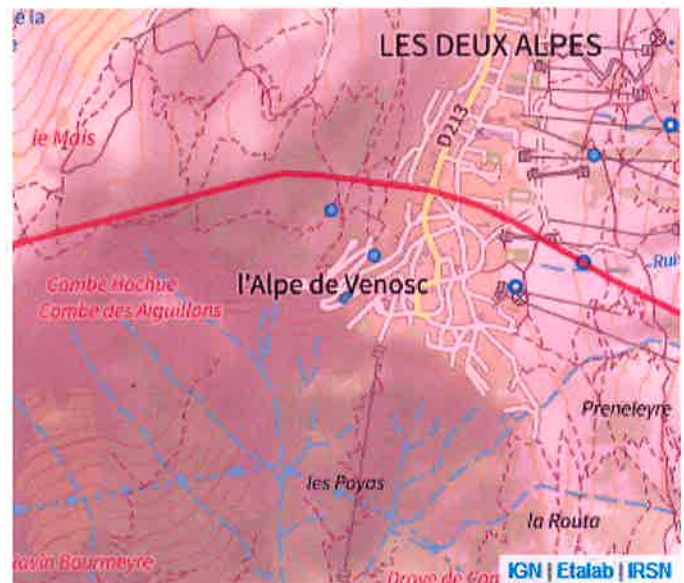 LES DEUX ALPES
D213
le Mais
l'Alpe de Venosc
Combe Hachue
Combe des Aiguillons
Preneleyre
les Poyas
la Routa
IGN | Etalab | IRSN